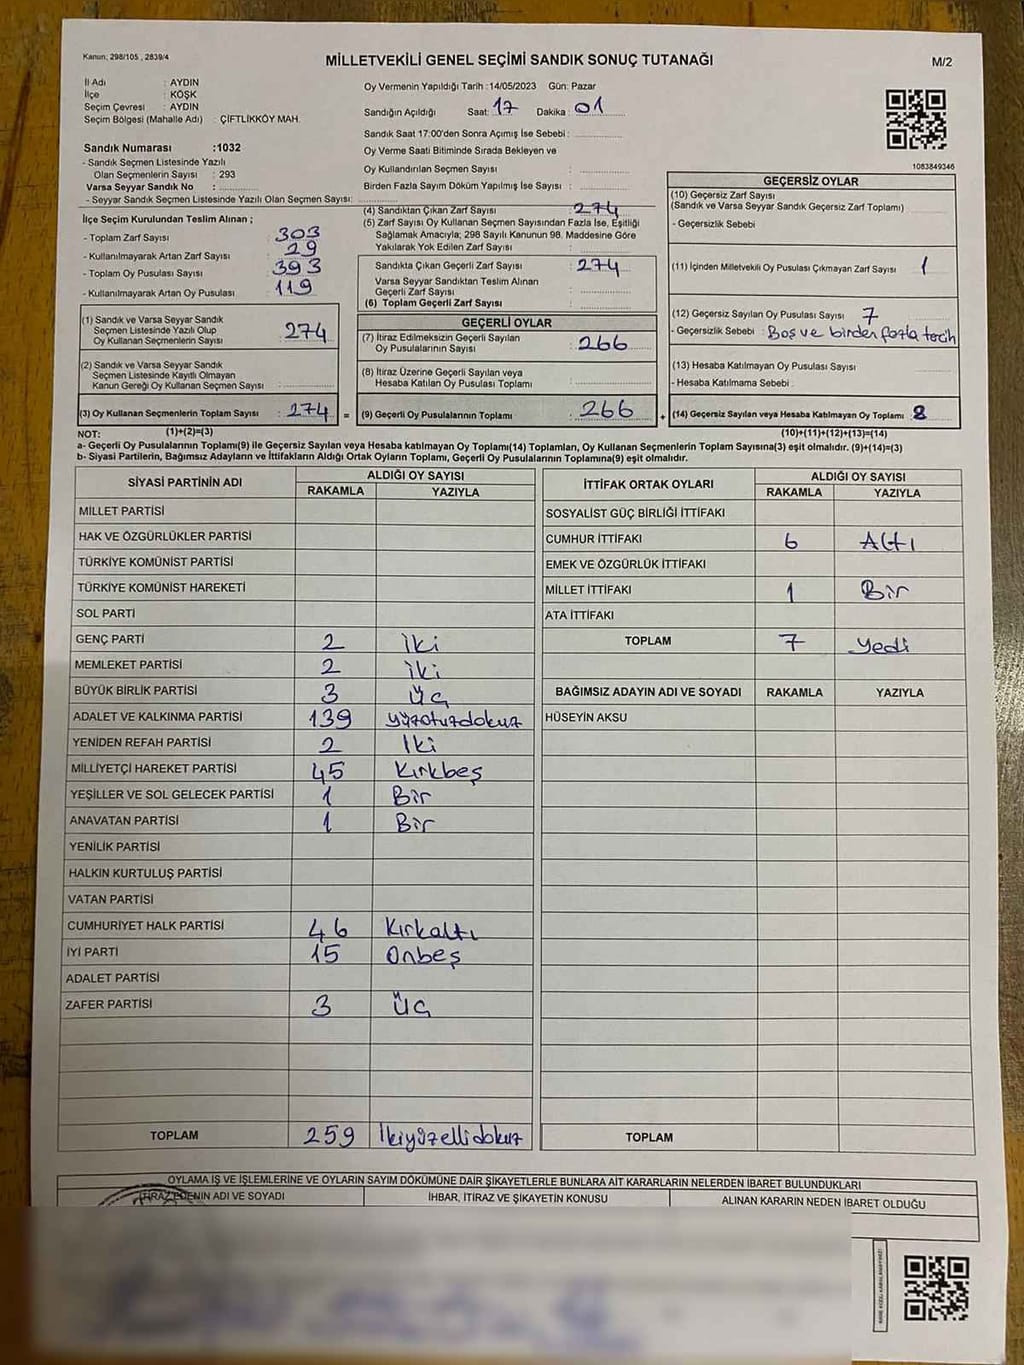 Kanun: 298/105 , 2839/4
MİLLETVEKİLİ GENEL SEÇİMİ SANDIK SONUÇ TUTANAĞI
M/2
İl Adı : AYDIN
İlçe : KÖŞK
Seçim Çevresi : AYDIN
Seçim Bölgesi (Mahalle Adı) : ÇİFTLİKKÖY MAH.
Oy Vermenin Yapıldığı Tarih :14/05/2023 Gün: Pazar
Sandığın Açıldığı Saat: 17 Dakika : 01
Sandık Saat 17:00'den Sonra Açımış İse Sebebi :
Oy Verme Saati Bitiminde Sırada Bekleyen ve
Oy Kullandırılan Seçmen Sayısı :
Birden Fazla Sayım Döküm Yapılmış İse Sayısı :
Sandık Numarası :1032
- Sandık Seçmen Listesinde Yazılı
Olan Seçmenlerin Sayısı : 293
Varsa Seyyar Sandık No :
- Seyyar Sandık Seçmen Listesinde Yazılı Olan Seçmen Sayısı:
İlçe Seçim Kurulundan Teslim Alınan ;
- Toplam Zarf Sayısı : 303
- Kullanılmayarak Artan Zarf Sayısı : 29
- Toplam Oy Pusulası Sayısı : 393
- Kullanılmayarak Artan Oy Pusulası : 119
(1) Sandık ve Varsa Seyyar Sandık
Seçmen Listesinde Yazılı Olup
Oy Kullanan Seçmenlerin Sayısı : 274
(2) Sandık ve Varsa Seyyar Sandık
Seçmen Listesinde Kayıtlı Olmayan
Kanun Gereği Oy Kullanan Seçmen Sayısı :
(3) Oy Kullanan Seçmenlerin Toplam Sayısı : 274 =
(1)+(2)=(3)
(4) Sandıktan Çıkan Zarf Sayısı : 274
(5) Zarf Sayısı Oy Kullanan Seçmen Sayısından Fazla İse, Eşitliği
Sağlamak Amacıyla; 298 Sayılı Kanunun 98. Maddesine Göre
Yakılarak Yok Edilen Zarf Sayısı :
Sandıkta Çıkan Geçerli Zarf Sayısı : 274
Varsa Seyyar Sandıktan Teslim Alınan
Geçerli Zarf Sayısı :
(6) Toplam Geçerli Zarf Sayısı :
GEÇERLİ OYLAR
(7) İtiraz Edilmeksizin Geçerli Sayılan
Oy Pusulalarının Sayısı : 266
(8) İtiraz Üzerine Geçerli Sayılan veya
Hesaba Katılan Oy Pusulası Toplamı :
(9) Geçerli Oy Pusulalarının Toplamı : 266 +
1083849346
GEÇERSİZ OYLAR
(10) Geçersiz Zarf Sayısı
(Sandık ve Varsa Seyyar Sandık Geçersiz Zarf Toplamı)
- Geçersizlik Sebebi
(11) İçinden Milletvekili Oy Pusulası Çıkmayan Zarf Sayısı : 1
(12) Geçersiz Sayılan Oy Pusulası Sayısı : 7
- Geçersizlik Sebebi : Boş ve birden fazla tercih
(13) Hesaba Katılmayan Oy Pusulası Sayısı :
- Hesaba Katılmama Sebebi :
(14) Geçersiz Sayılan veya Hesaba Katılmayan Oy Toplamı : 8
(10)+(11)+(12)+(13)=(14)
NOT:
a- Geçerli Oy Pusulalarının Toplamı(9) ile Geçersiz Sayılan veya Hesaba katılmayan Oy Toplamı(14) Toplamları, Oy Kullanan Seçmenlerin Toplam Sayısına(3) eşit olmalıdır. (9)+(14)=(3)
b- Siyasi Partilerin, Bağımsız Adayların ve İttifakların Aldığı Ortak Oyların Toplamı, Geçerli Oy Pusulalarının Toplamına(9) eşit olmalıdır.
SİYASİ PARTİNİN ADI ALDIĞI OY SAYISI
RAKAMLA YAZIYLA
MİLLET PARTİSİ
HAK VE ÖZGÜRLÜKLER PARTİSİ
TÜRKİYE KOMÜNİST PARTİSİ
TÜRKİYE KOMÜNİST HAREKETİ
SOL PARTİ
GENÇ PARTİ 2 İki
MEMLEKET PARTİSİ 2 İki
BÜYÜK BİRLİK PARTİSİ 3 Üç
ADALET VE KALKINMA PARTİSİ 139 yüzotuzdokuz
YENİDEN REFAH PARTİSİ 2 İki
MİLLİYETÇİ HAREKET PARTİSİ 45 Kırkbeş
YEŞİLLER VE SOL GELECEK PARTİSİ 1 Bir
ANAVATAN PARTİSİ 1 Bir
YENİLİK PARTİSİ
HALKIN KURTULUŞ PARTİSİ
VATAN PARTİSİ
CUMHURİYET HALK PARTİSİ 46 Kırkaltı
İYİ PARTİ 15 Onbeş
ADALET PARTİSİ
ZAFER PARTİSİ 3 Üç
TOPLAM 259 İkiyüzellidokuz
İTTİFAK ORTAK OYLARI ALDIĞI OY SAYISI
RAKAMLA YAZIYLA
SOSYALİST GÜÇ BİRLİĞİ İTTİFAKI
CUMHUR İTTİFAKI 6 Altı
EMEK VE ÖZGÜRLÜK İTTİFAKI
MİLLET İTTİFAKI 1 Bir
ATA İTTİFAKI
TOPLAM 7 Yedi
BAĞIMSIZ ADAYIN ADI VE SOYADI RAKAMLA YAZIYLA
HÜSEYİN AKSU
TOPLAM
OYLAMA İŞ VE İŞLEMLERİNE VE OYLARIN SAYIM DÖKÜMÜNE DAİR ŞİKAYETLERLE BUNLARA AİT KARARLARIN NELERDEN İBARET BULUNDUKLARI
İTİRAZ EDENİN ADI VE SOYADI İHBAR, İTİRAZ VE ŞİKAYETİN KONUSU ALINAN KARARIN NEDEN İBARET OLDUĞU